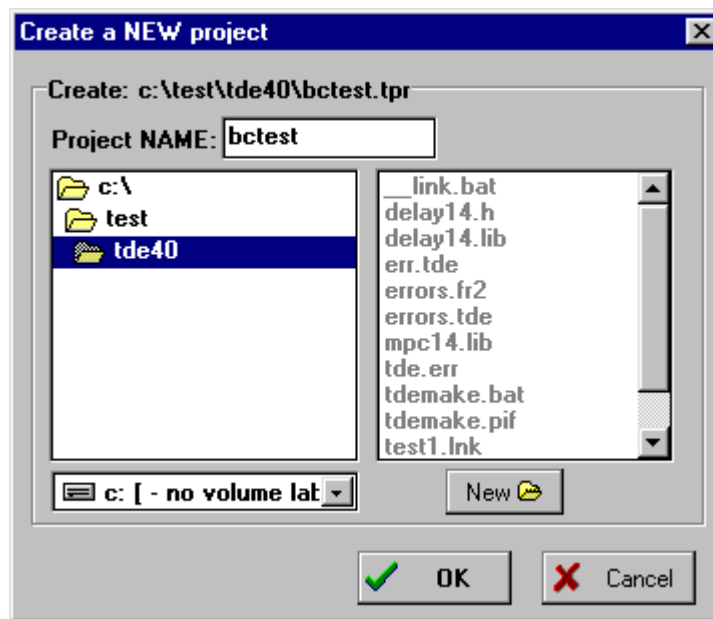 Create a NEW project
Create: c:\test\tde40\bctest.tpr
Project NAME: bctest
c:\
test
tde40
__link.bat
delay14.h
delay14.lib
err.tde
errors.fr2
errors.tde
mpc14.lib
tde.err
tdemake.bat
tdemake.pif
test1.lnk
c: [ - no volume lab
New
OK
Cancel